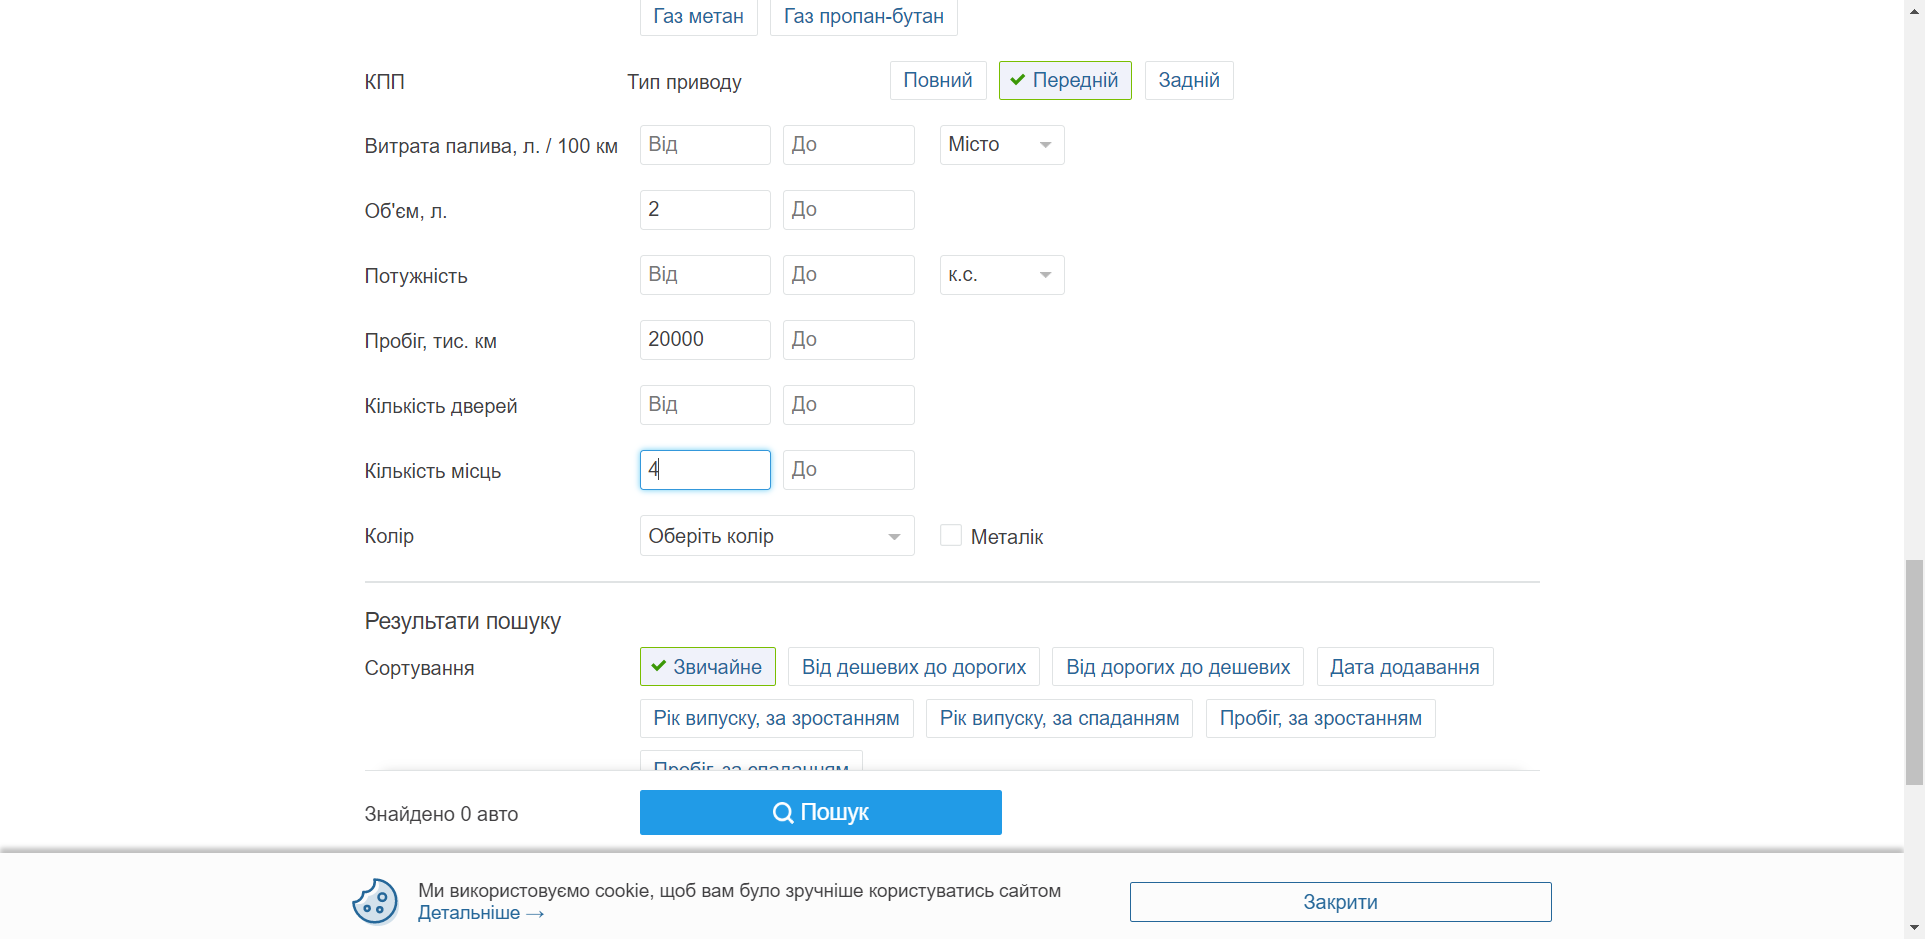 Газ метан Газ пропан-бутан
КПП Тип приводу Повний Передній Задній
Витрата палива, л. / 100 км Від До Місто
Об'єм, л. 2 До
Потужність Від До к.с.
Пробіг, тис. км 20000 До
Кількість дверей Від До
Кількість місць 4 До
Колір Оберіть колір Металік
Результати пошуку
Сортування Звичайне Від дешевих до дорогих Від дорогих до дешевих Дата додавання
Рік випуску, за зростанням Рік випуску, за спаданням Пробіг, за зростанням
Пробіг, за спаданням
Знайдено 0 авто Пошук
Ми використовуємо cookie, щоб вам було зручніше користуватись сайтом
Детальніше → Закрити